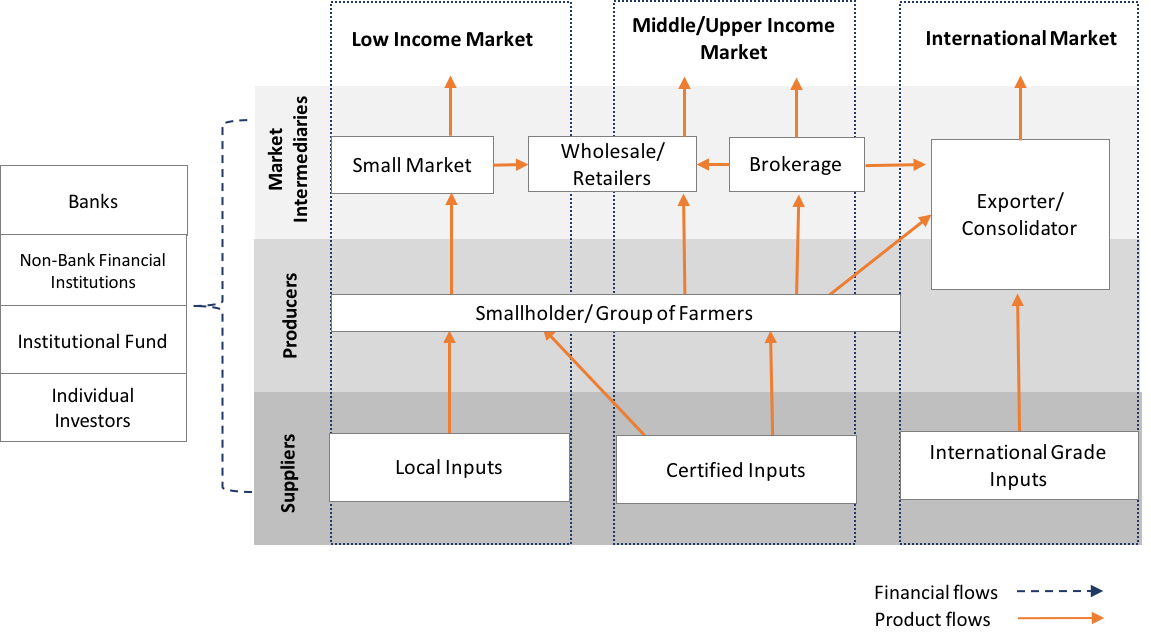 Low Income Market
Middle/Upper Income
Market
International Market
Market
Intermediaries
Small Market
Wholesale/
Retailers
Brokerage
Exporter/
Consolidator
Banks
Non-Bank Financial
Institutions
Institutional Fund
Individual
Investors
Producers
Smallholder/ Group of Farmers
Suppliers
Local Inputs
Certified Inputs
International Grade
Inputs
Financial flows
Product flows